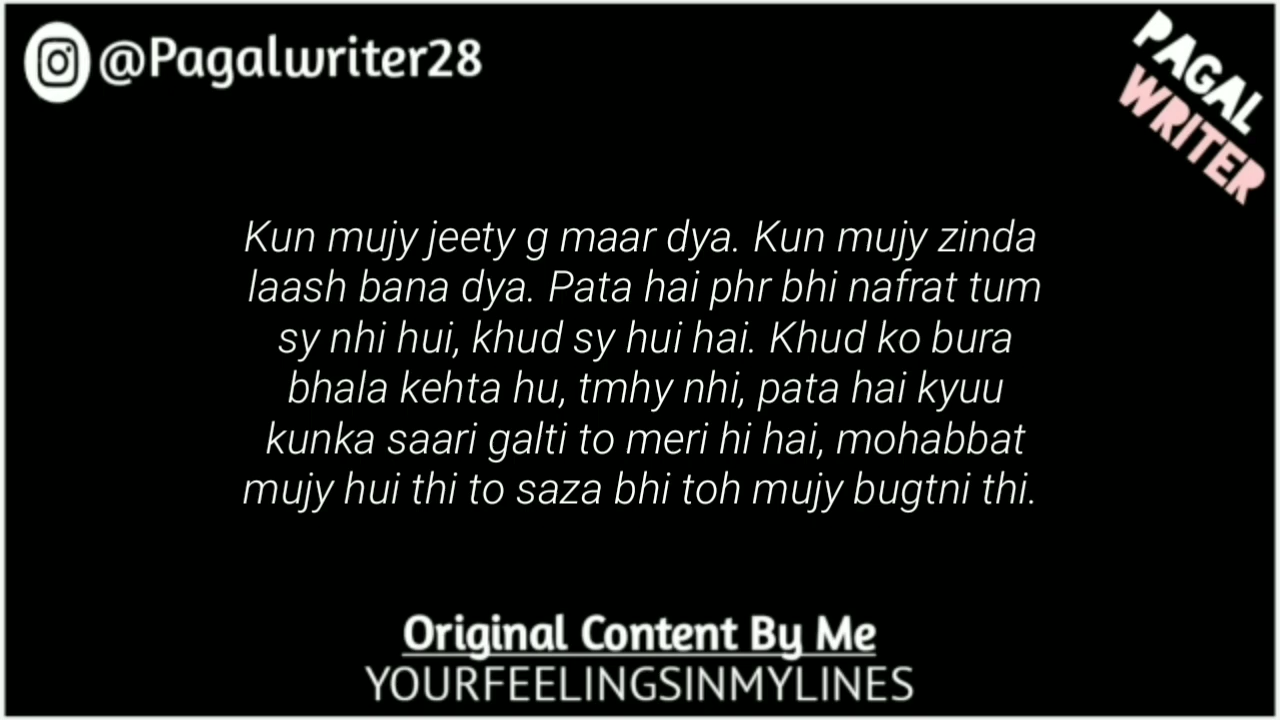 @Pagalwriter28
PAGAL
WRITER
Kun mujy jeety g maar dya. Kun mujy zinda
laash bana dya. Pata hai phr bhi nafrat tum
sy nhi hui, khud sy hui hai. Khud ko bura
bhala kehta hu, tmhy nhi, pata hai kyuu
kunka saari galti to meri hi hai, mohabbat
mujy hui thi to saza bhi toh mujy bugtni thi.
Original Content By Me
YOURFEELINGSINMYLINES